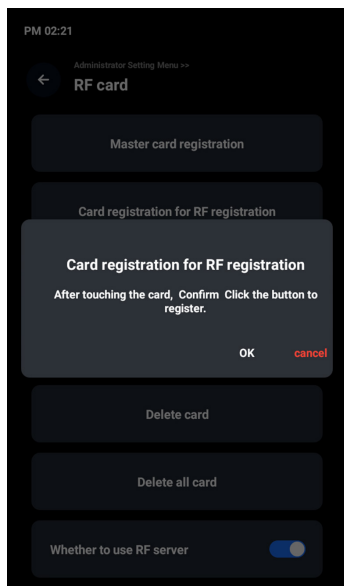 PM 02:21
Administrator Setting Menu >>
RF card
Master card registration
Card registration for RF registration
Card registration for RF registration
After touching the card, Confirm Click the button to
register.
OK cancel
Delete card
Delete all card
Whether to use RF server